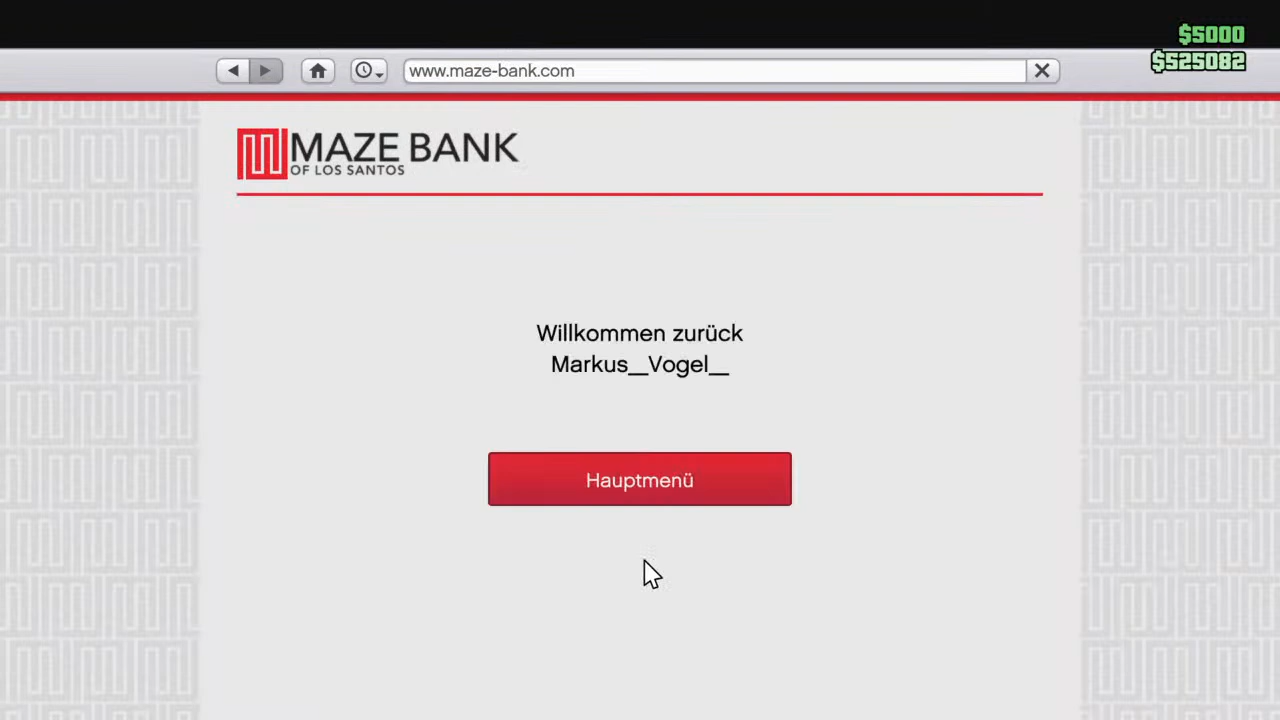 $5000
$525082
www.maze-bank.com
MAZE BANK
OF LOS SANTOS
Willkommen zurück
Markus__Vogel__
Hauptmenü